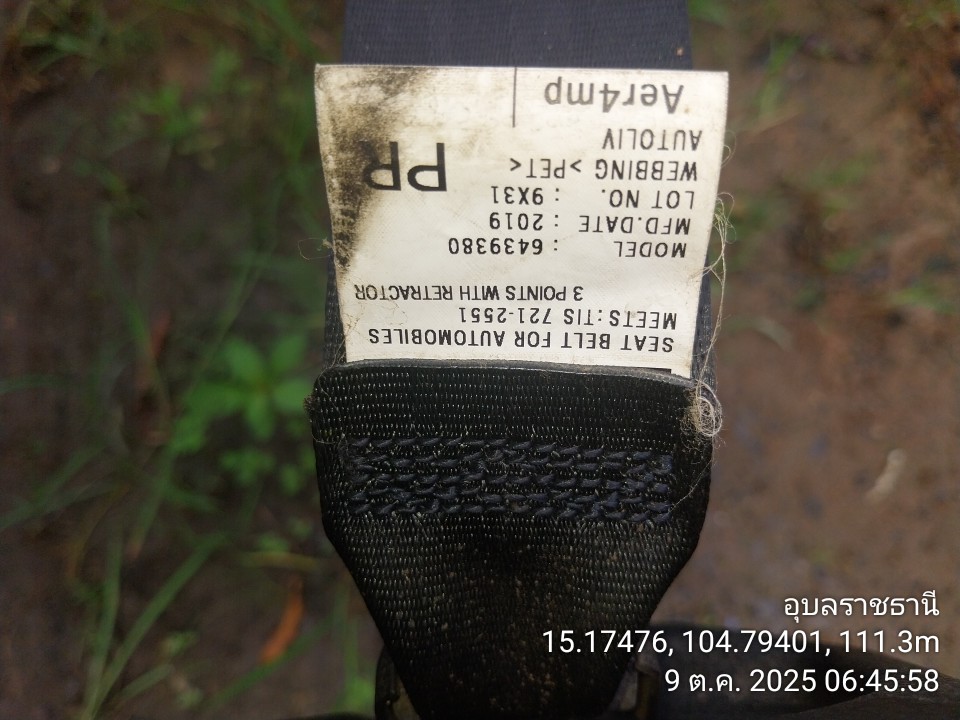 SEAT BELT FOR AUTOMOBILES
MEETS:TIS 721-2551
3 POINTS WITH RETRACTOR
MODEL : 6439380
MFD.DATE : 2019
LOT NO. : 9X31
WEBBING >PET<
AUTOLIV
PR
Aer4mp
อุบลราชธานี
15.17476, 104.79401, 111.3m
9 ต.ค. 2025 06:45:58